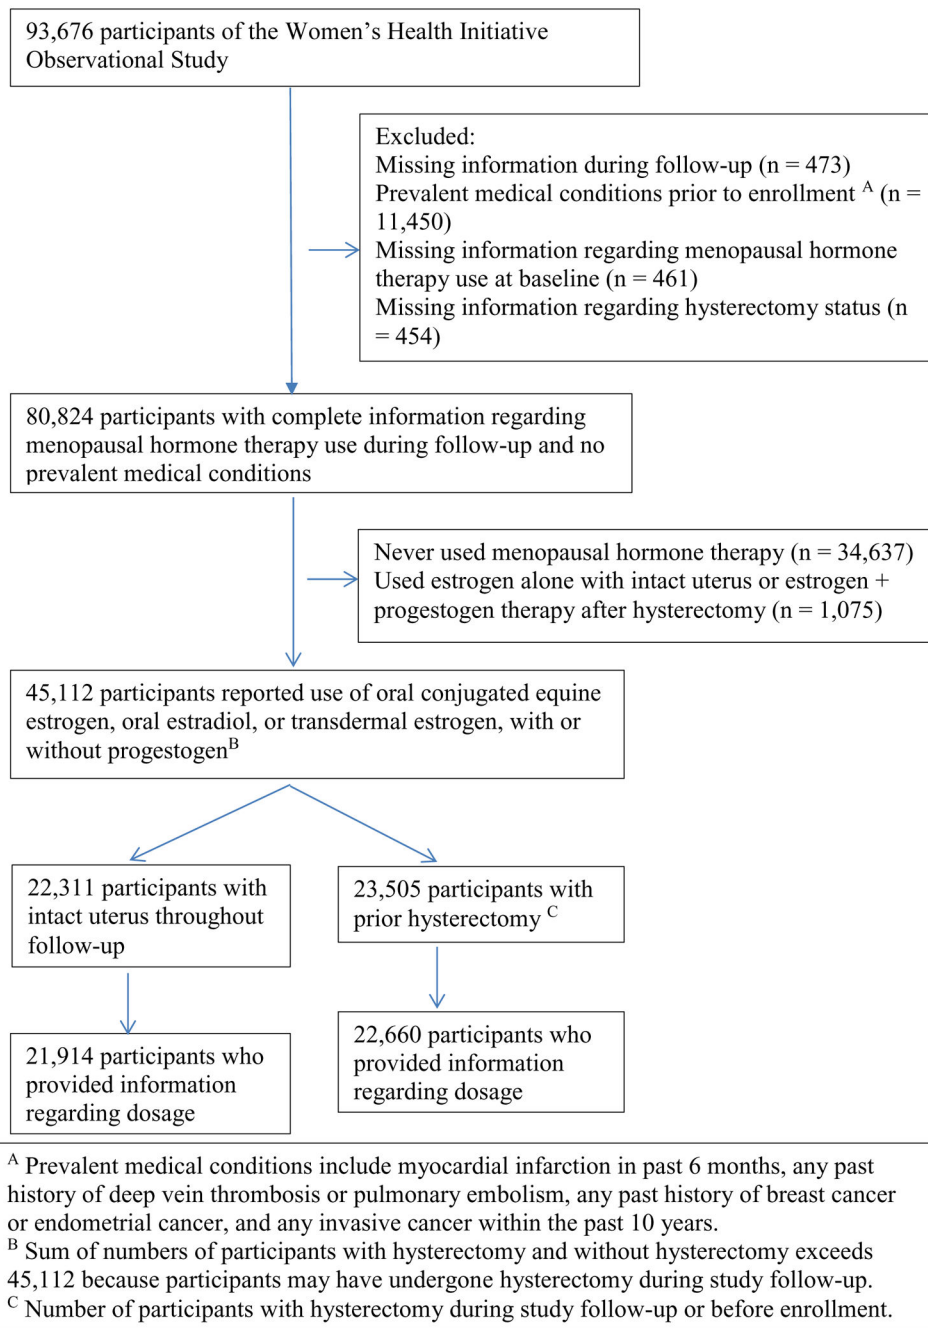 93,676 participants of the Women’s Health Initiative
Observational Study
Excluded:
Missing information during follow-up (n = 473)
Prevalent medical conditions prior to enrollment A (n =
11,450)
Missing information regarding menopausal hormone
therapy use at baseline (n = 461)
Missing information regarding hysterectomy status (n
= 454)
80,824 participants with complete information regarding
menopausal hormone therapy use during follow-up and no
prevalent medical conditions
Never used menopausal hormone therapy (n = 34,637)
Used estrogen alone with intact uterus or estrogen +
progestogen therapy after hysterectomy (n = 1,075)
45,112 participants reported use of oral conjugated equine
estrogen, oral estradiol, or transdermal estrogen, with or
without progestogenB
22,311 participants with
intact uterus throughout
follow-up
23,505 participants with
prior hysterectomy C
21,914 participants who
provided information
regarding dosage
22,660 participants who
provided information
regarding dosage
A Prevalent medical conditions include myocardial infarction in past 6 months, any past
history of deep vein thrombosis or pulmonary embolism, any past history of breast cancer
or endometrial cancer, and any invasive cancer within the past 10 years.
B Sum of numbers of participants with hysterectomy and without hysterectomy exceeds
45,112 because participants may have undergone hysterectomy during study follow-up.
C Number of participants with hysterectomy during study follow-up or before enrollment.